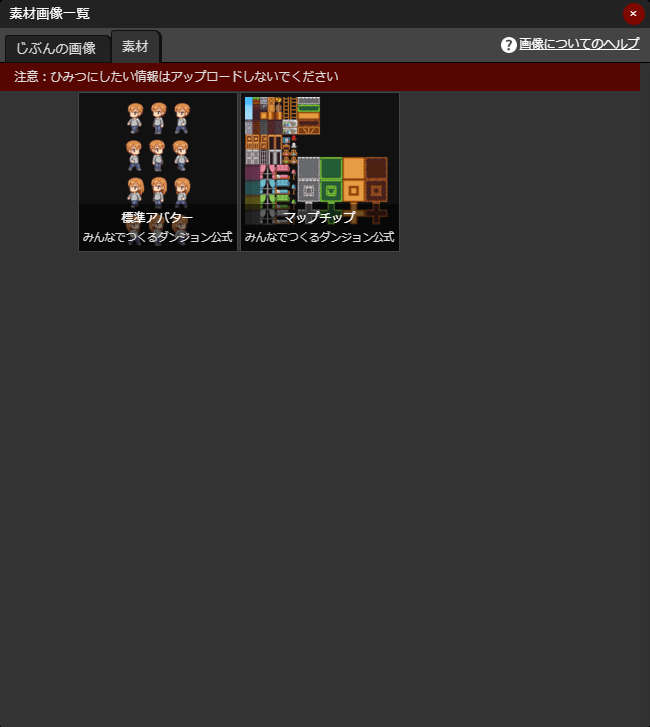 素材画像一覧
じぶんの画像
素材
?画像についてのヘルプ
注意：ひみつにしたい情報はアップロードしないでください
標準アバター
みんなでつくるダンジョン公式
マップチップ
みんなでつくるダンジョン公式